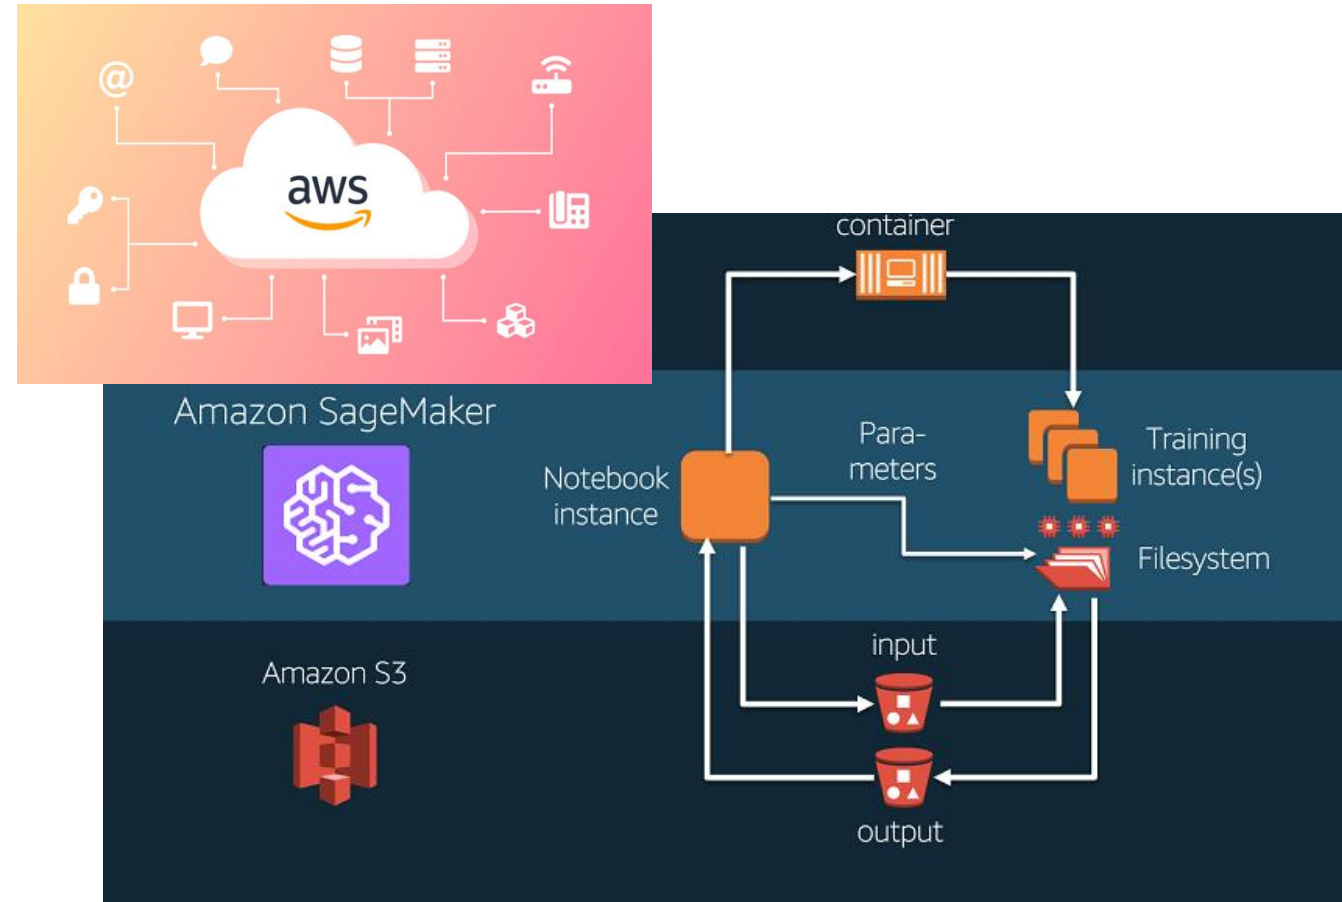 @
aws
container
Amazon SageMaker
Para-
meters
Training
instance(s)
Notebook
instance
Filesystem
input
Amazon S3
output